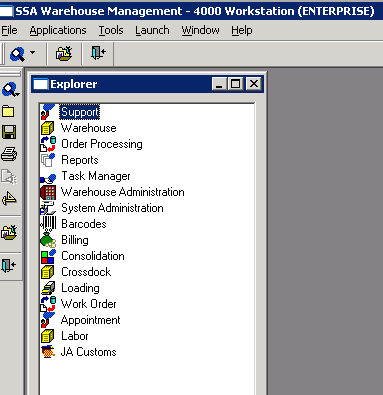 SSA Warehouse Management - 4000 Workstation (ENTERPRISE)
File Applications Tools Launch Window Help
Explorer
Support
Warehouse
Order Processing
Reports
Task Manager
Warehouse Administration
System Administration
Barcodes
Billing
Consolidation
Crossdock
Loading
Work Order
Appointment
Labor
JA Customs